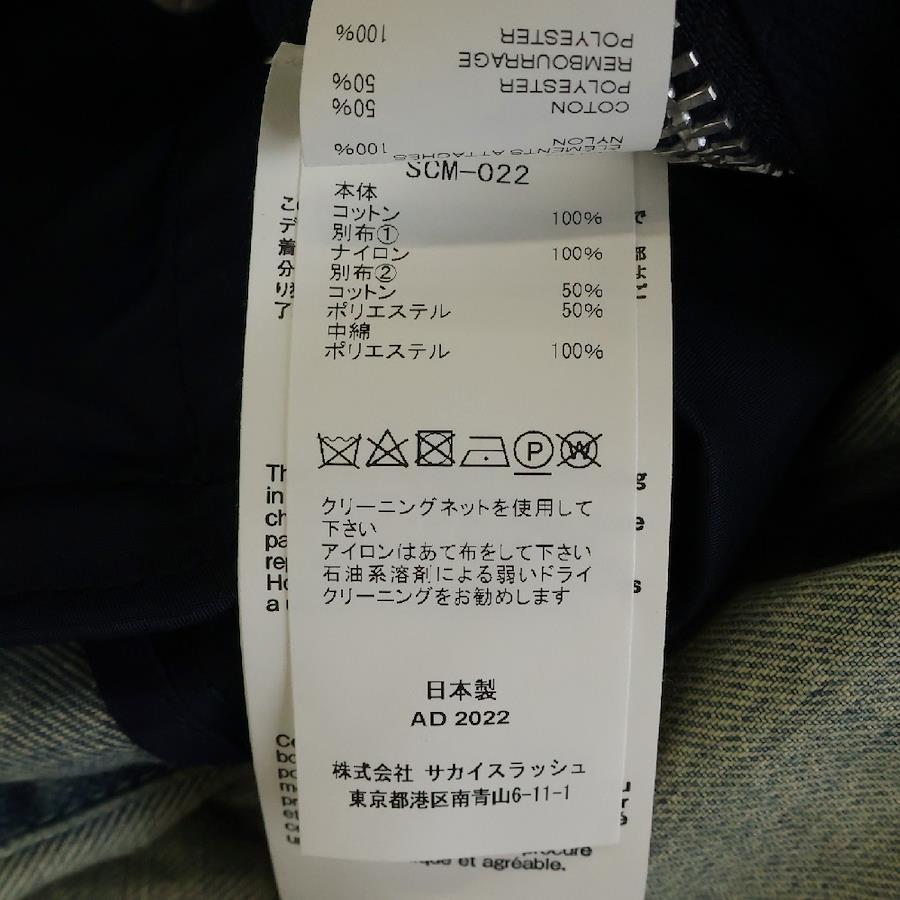 100%
POLYESTER
REMBOURRAGE
50%
POLYESTER
50%
COTON
100%
NYLON
ELEMENTS ATTACHES
SCM-022
本体
コットン 100%
別布①
ナイロン 100%
別布②
コットン 50%
ポリエステル 50%
中綿
ポリエステル 100%
P
W
クリーニングネットを使用して
下さい
アイロンはあて布をして下さい
石油系溶剤による弱いドライ
クリーニングをお勧めします
日本製
AD 2022
株式会社 サカイスラッシュ
東京都港区南青山6-11-1
et agréable.